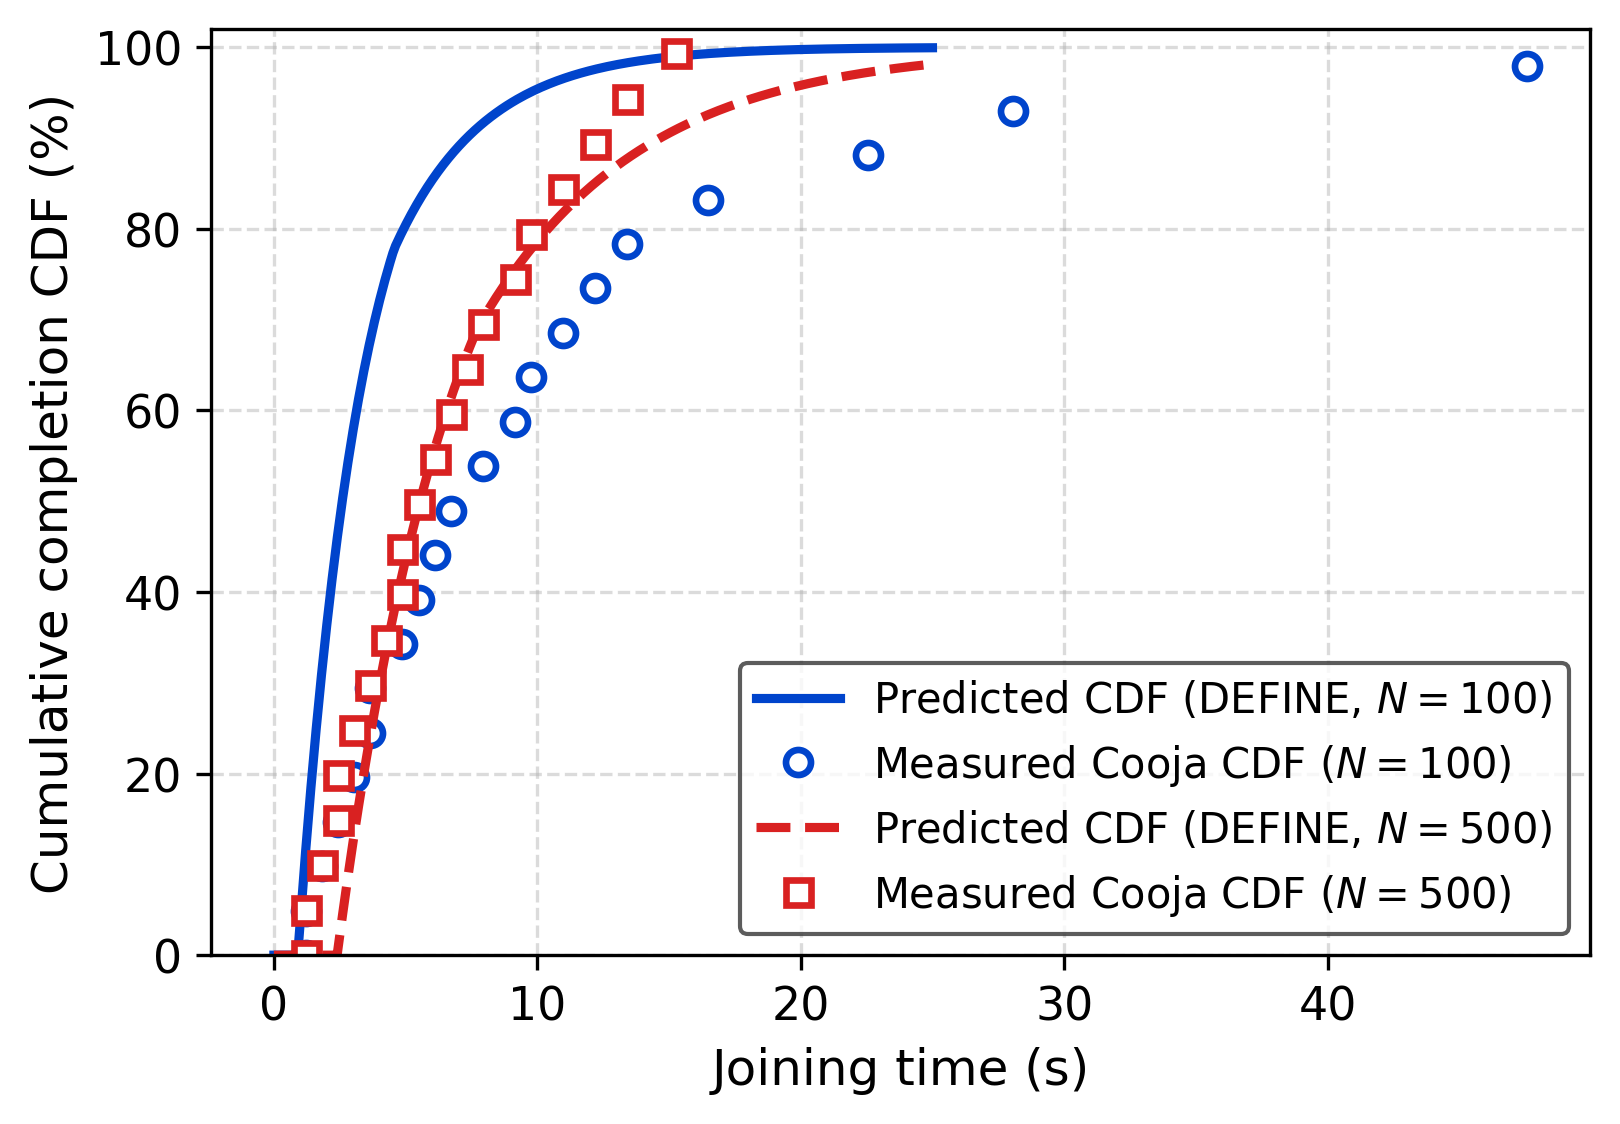 100
80
60
40
20
0
Cumulative completion CDF (%)
0 10 20 30 40
Joining time (s)
Predicted CDF (DEFINE, N = 100)
Measured Cooja CDF (N = 100)
Predicted CDF (DEFINE, N = 500)
Measured Cooja CDF (N = 500)